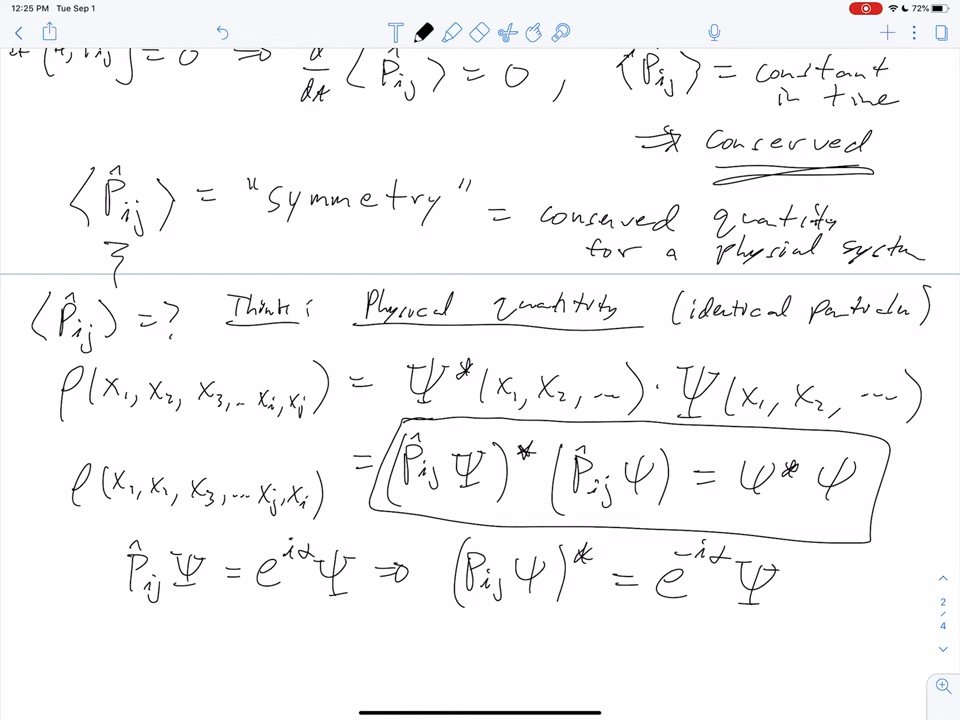 12:25 PM Tue Sep 1 72%
[H, P̂ij] = 0 ⇒ d/dt ⟨P̂ij⟩ = 0 , ⟨P̂ij⟩ = constant
in time
⇒ Conserved
⟨P̂ij⟩ = "symmetry" = conserved quantity
for a physical system
⟨P̂ij⟩ = ? Think: Physical quantity (identical particles)
ρ(x₁, x₂, x₃, … xᵢ, xⱼ) = Ψ*(x₁, x₂, …) · Ψ(x₁, x₂, …)
ρ(x₁, x₂, x₃, … xⱼ, xᵢ) = (P̂ij Ψ)* (P̂ij Ψ) = Ψ* Ψ
P̂ij Ψ = e^{iα} Ψ ⇒ (Pij Ψ)* = e^{-iα} Ψ
2
/
4